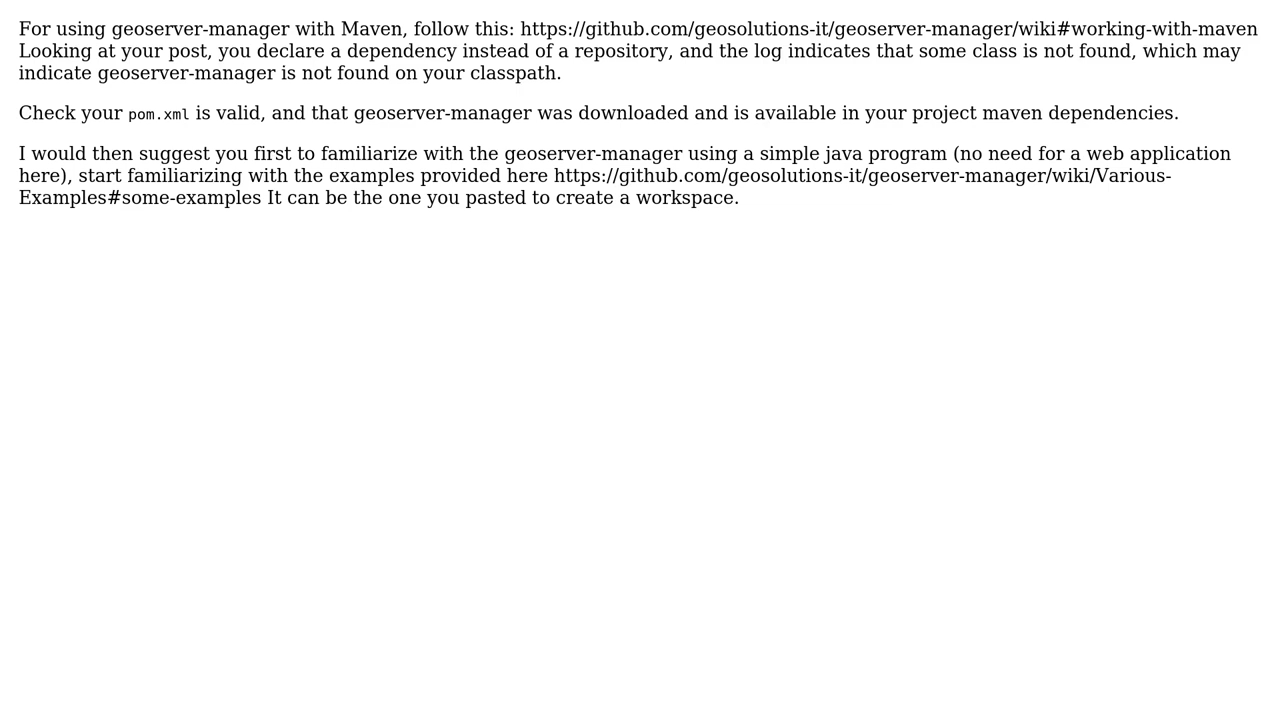 For using geoserver-manager with Maven, follow this: https://github.com/geosolutions-it/geoserver-manager/wiki#working-with-maven
Looking at your post, you declare a dependency instead of a repository, and the log indicates that some class is not found, which may
indicate geoserver-manager is not found on your classpath.
Check your pom.xml is valid, and that geoserver-manager was downloaded and is available in your project maven dependencies.
I would then suggest you first to familiarize with the geoserver-manager using a simple java program (no need for a web application
here), start familiarizing with the examples provided here https://github.com/geosolutions-it/geoserver-manager/wiki/Various-
Examples#some-examples It can be the one you pasted to create a workspace.